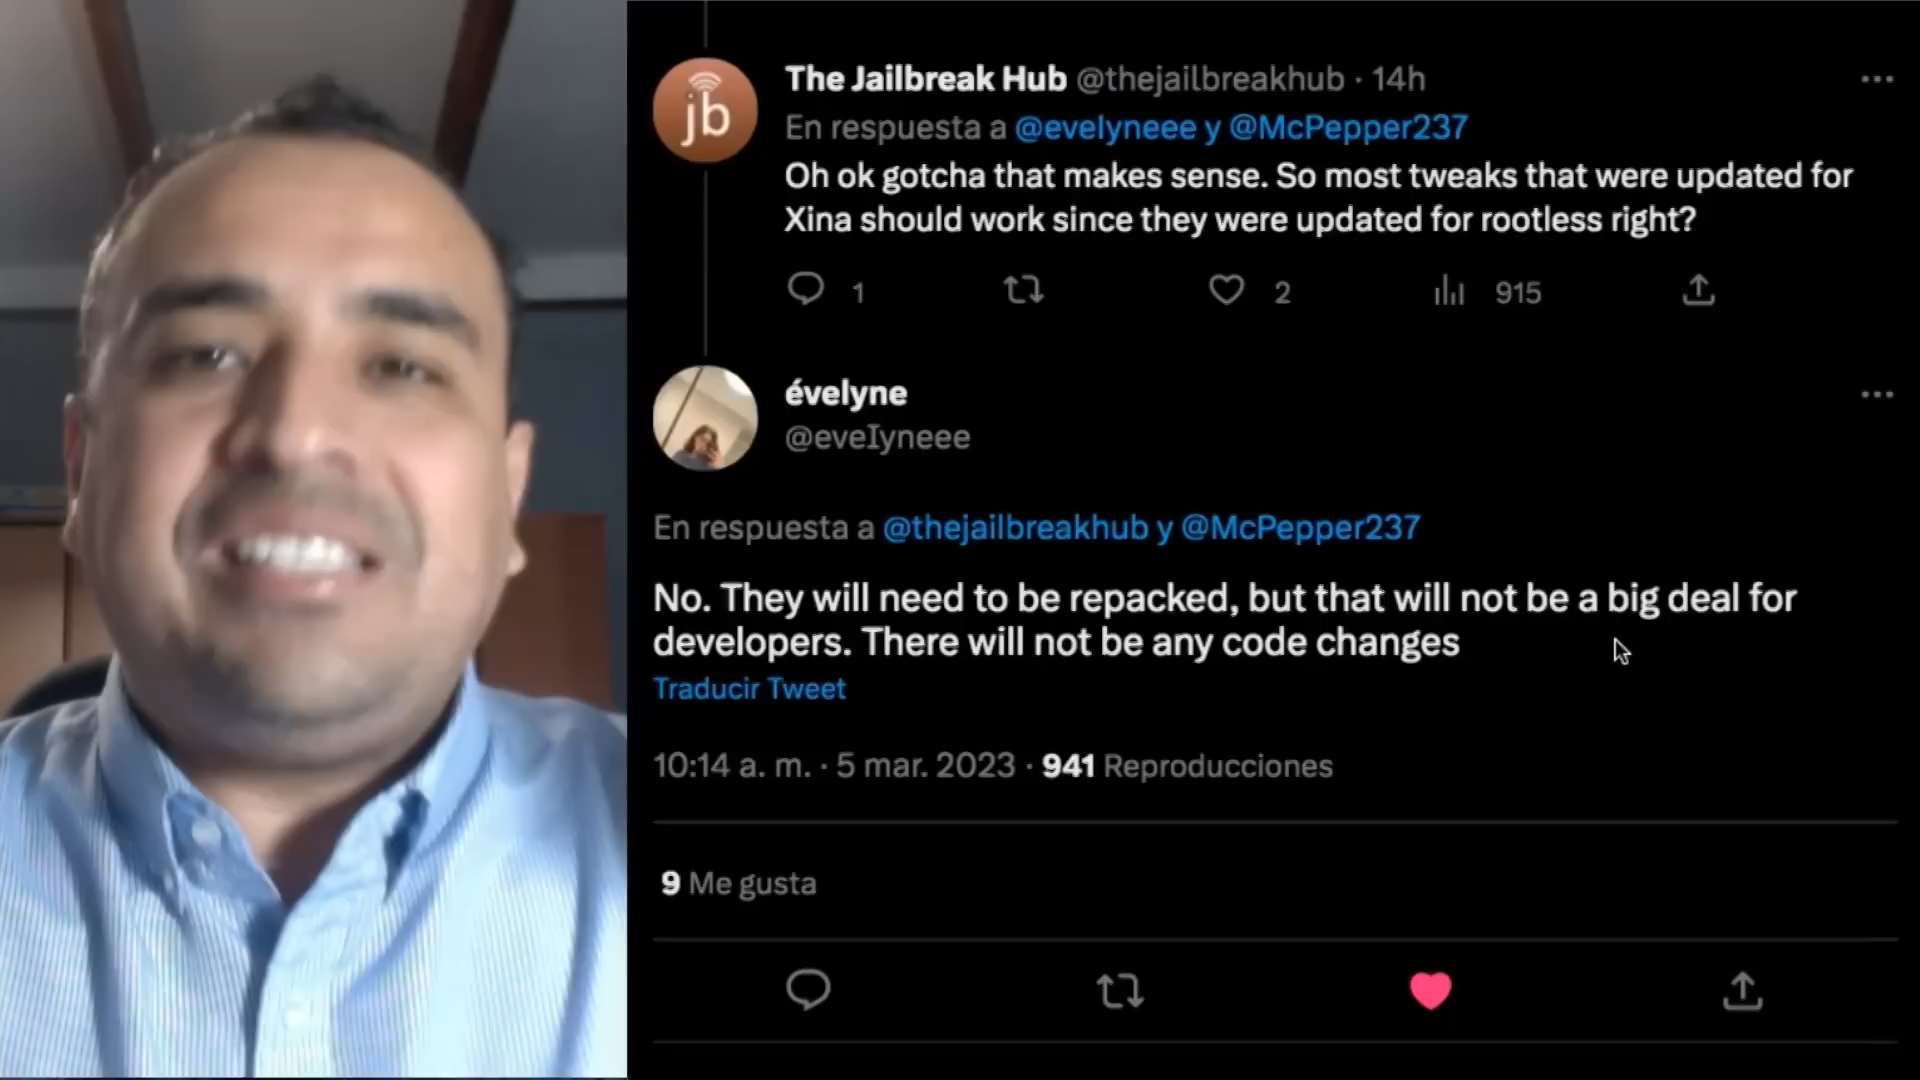 jb
The Jailbreak Hub @thejailbreakhub · 14h
En respuesta a @eveIyneee y @McPepper237
Oh ok gotcha that makes sense. So most tweaks that were updated for
Xina should work since they were updated for rootless right?
1 2 915
évelyne
@eveIyneee
En respuesta a @thejailbreakhub y @McPepper237
No. They will need to be repacked, but that will not be a big deal for
developers. There will not be any code changes
Traducir Tweet
10:14 a. m. · 5 mar. 2023 · 941 Reproducciones
9 Me gusta